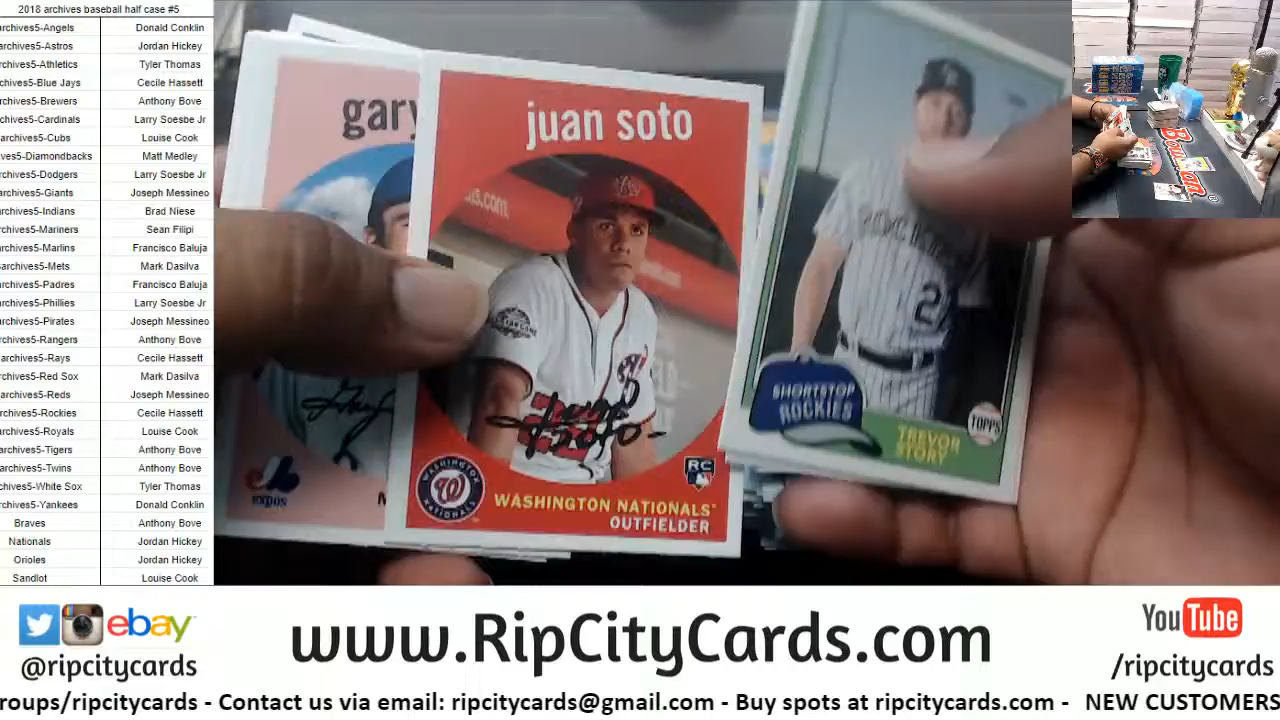 2018 archives baseball half case #5
archives5-Angels Donald Conklin
archives5-Astros Jordan Hickey
archives5-Athletics Tyler Thomas
archives5-Blue Jays Cecile Hassett
archives5-Brewers Anthony Bove
archives5-Cardinals Larry Soesbe Jr
archives5-Cubs Louise Cook
ves5-Diamondbacks Matt Medley
archives5-Dodgers Larry Soesbe Jr
archives5-Giants Joseph Messineo
archives5-Indians Brad Niese
archives5-Mariners Sean Filipi
archives5-Marlins Francisco Baluja
archives5-Mets Mark Dasilva
archives5-Padres Francisco Baluja
archives5-Phillies Larry Soesbe Jr
archives5-Pirates Joseph Messineo
archives5-Rangers Anthony Bove
archives5-Rays Cecile Hassett
archives5-Red Sox Mark Dasilva
archives5-Reds Joseph Messineo
archives5-Rockies Cecile Hassett
archives5-Royals Louise Cook
archives5-Tigers Anthony Bove
archives5-Twins Anthony Bove
archives5-White Sox Tyler Thomas
archives5-Yankees Donald Conklin
Braves Anthony Bove
Nationals Jordan Hickey
Orioles Jordan Hickey
Sandlot Louise Cook
gary
expos
juan soto
WASHINGTON NATIONALS
RC
WASHINGTON NATIONALS
OUTFIELDER
SHORTSTOP
ROCKIES
TREVOR
STORY
TOPPS
Bowman
ebay
@ripcitycards
www.RipCityCards.com
YouTube
/ripcitycards
roups/ripcitycards - Contact us via email: ripcitycards@gmail.com - Buy spots at ripcitycards.com - NEW CUSTOMERS